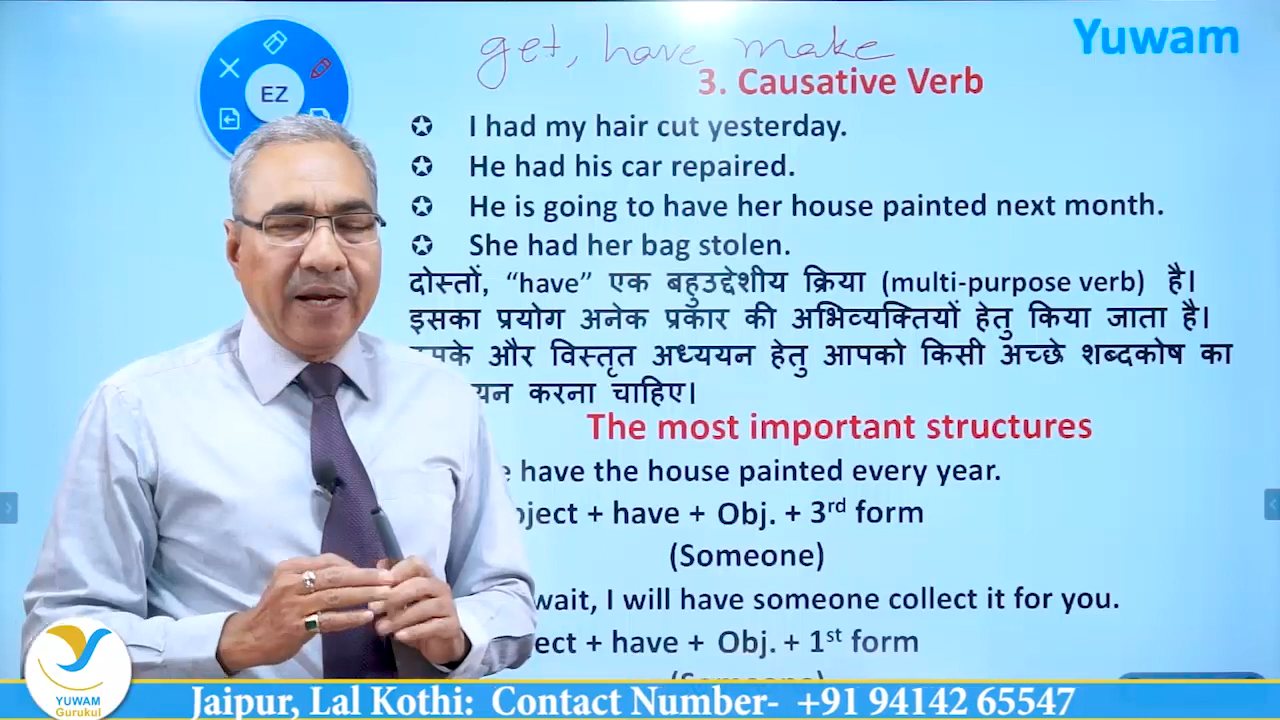 get, have make
Yuwam
EZ
3. Causative Verb
I had my hair cut yesterday.
He had his car repaired.
He is going to have her house painted next month.
She had her bag stolen.
दोस्तों, “have” एक बहुउद्देशीय क्रिया (multi-purpose verb) है।
इसका प्रयोग अनेक प्रकार की अभिव्यक्तियों हेतु किया जाता है।
और विस्तृत अध्ययन हेतु आपको किसी अच्छे शब्दकोष का
करना चाहिए।
The most important structures
have the house painted every year.
+ have + Obj. + 3rd form
(Someone)
wait, I will have someone collect it for you.
+ have + Obj. + 1st form
YUWAM
Gurukul
Jaipur, Lal Kothi: Contact Number- +91 94142 65547